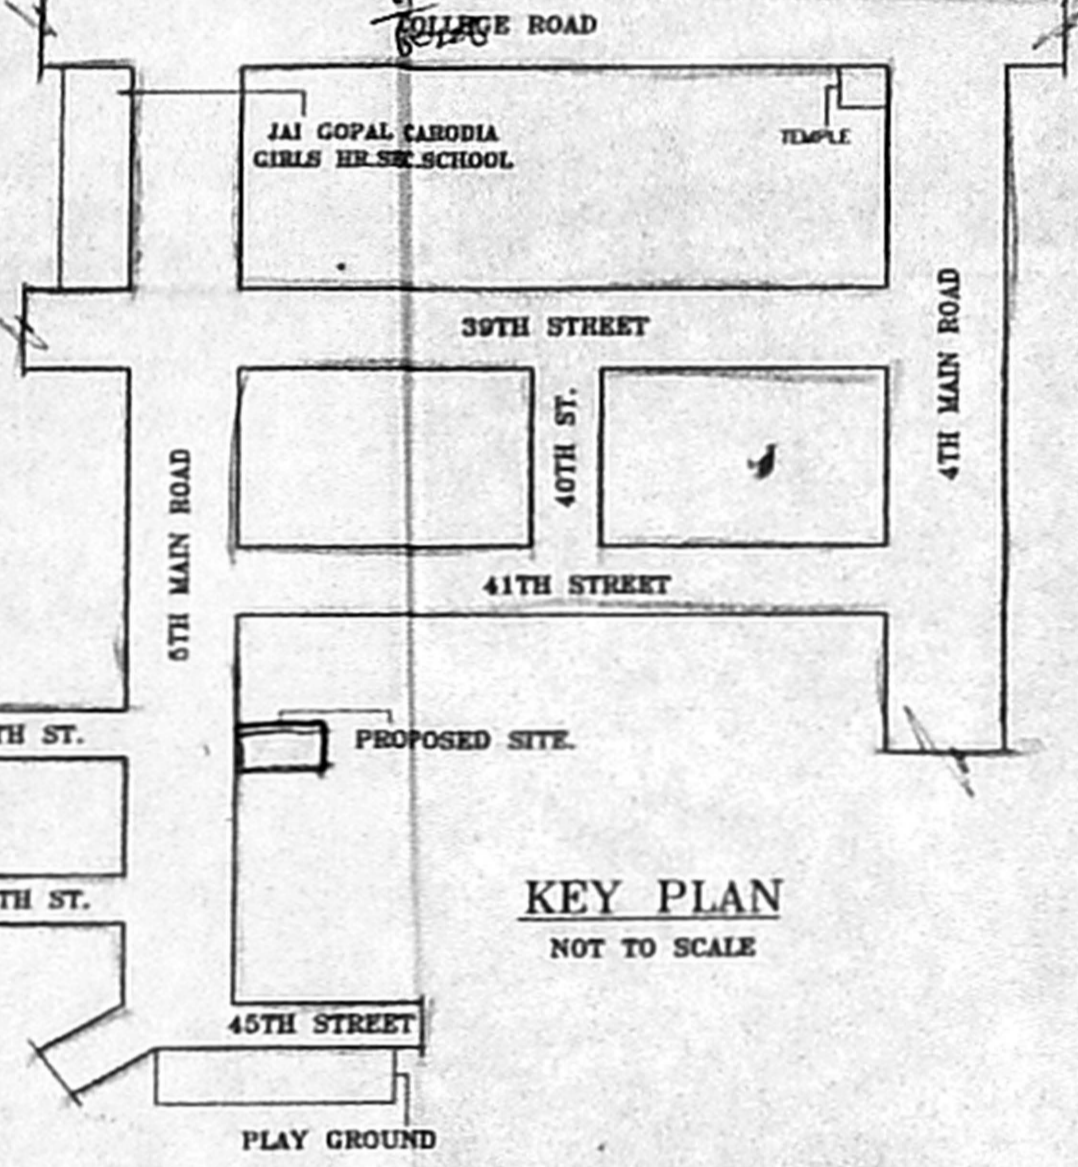 COLLEGE ROAD
JAI GOPAL CARODIA
GIRLS HR.SEC.SCHOOL
TEMPLE
39TH STREET
4TH MAIN ROAD
40TH ST.
5TH MAIN ROAD
41TH STREET
TH ST.
PROPOSED SITE.
TH ST.
KEY PLAN
NOT TO SCALE
45TH STREET
PLAY GROUND